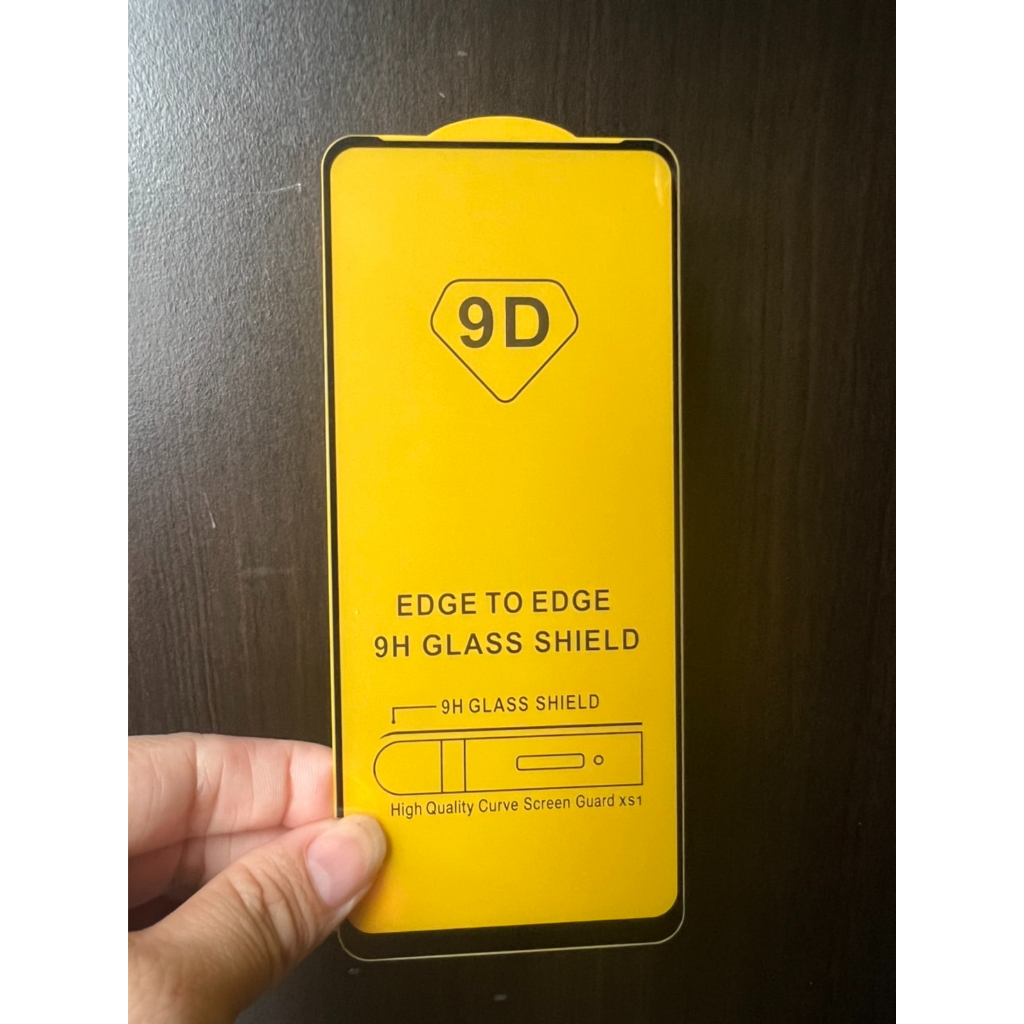 9D
EDGE TO EDGE
9H GLASS SHIELD
9H GLASS SHIELD
High Quality Curve Screen Guard XS1